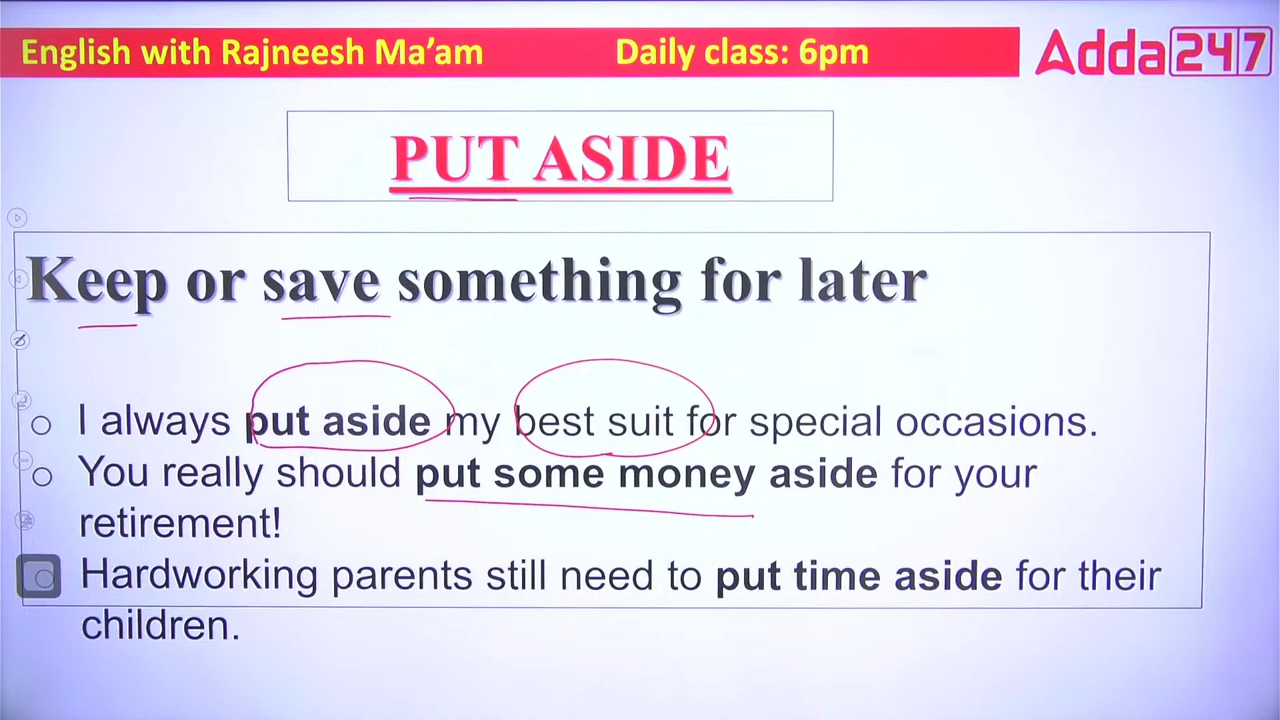 English with Rajneesh Ma’am Daily class: 6pm Adda247
PUT ASIDE
Keep or save something for later
I always put aside my best suit for special occasions.
You really should put some money aside for your
retirement!
Hardworking parents still need to put time aside for their
children.